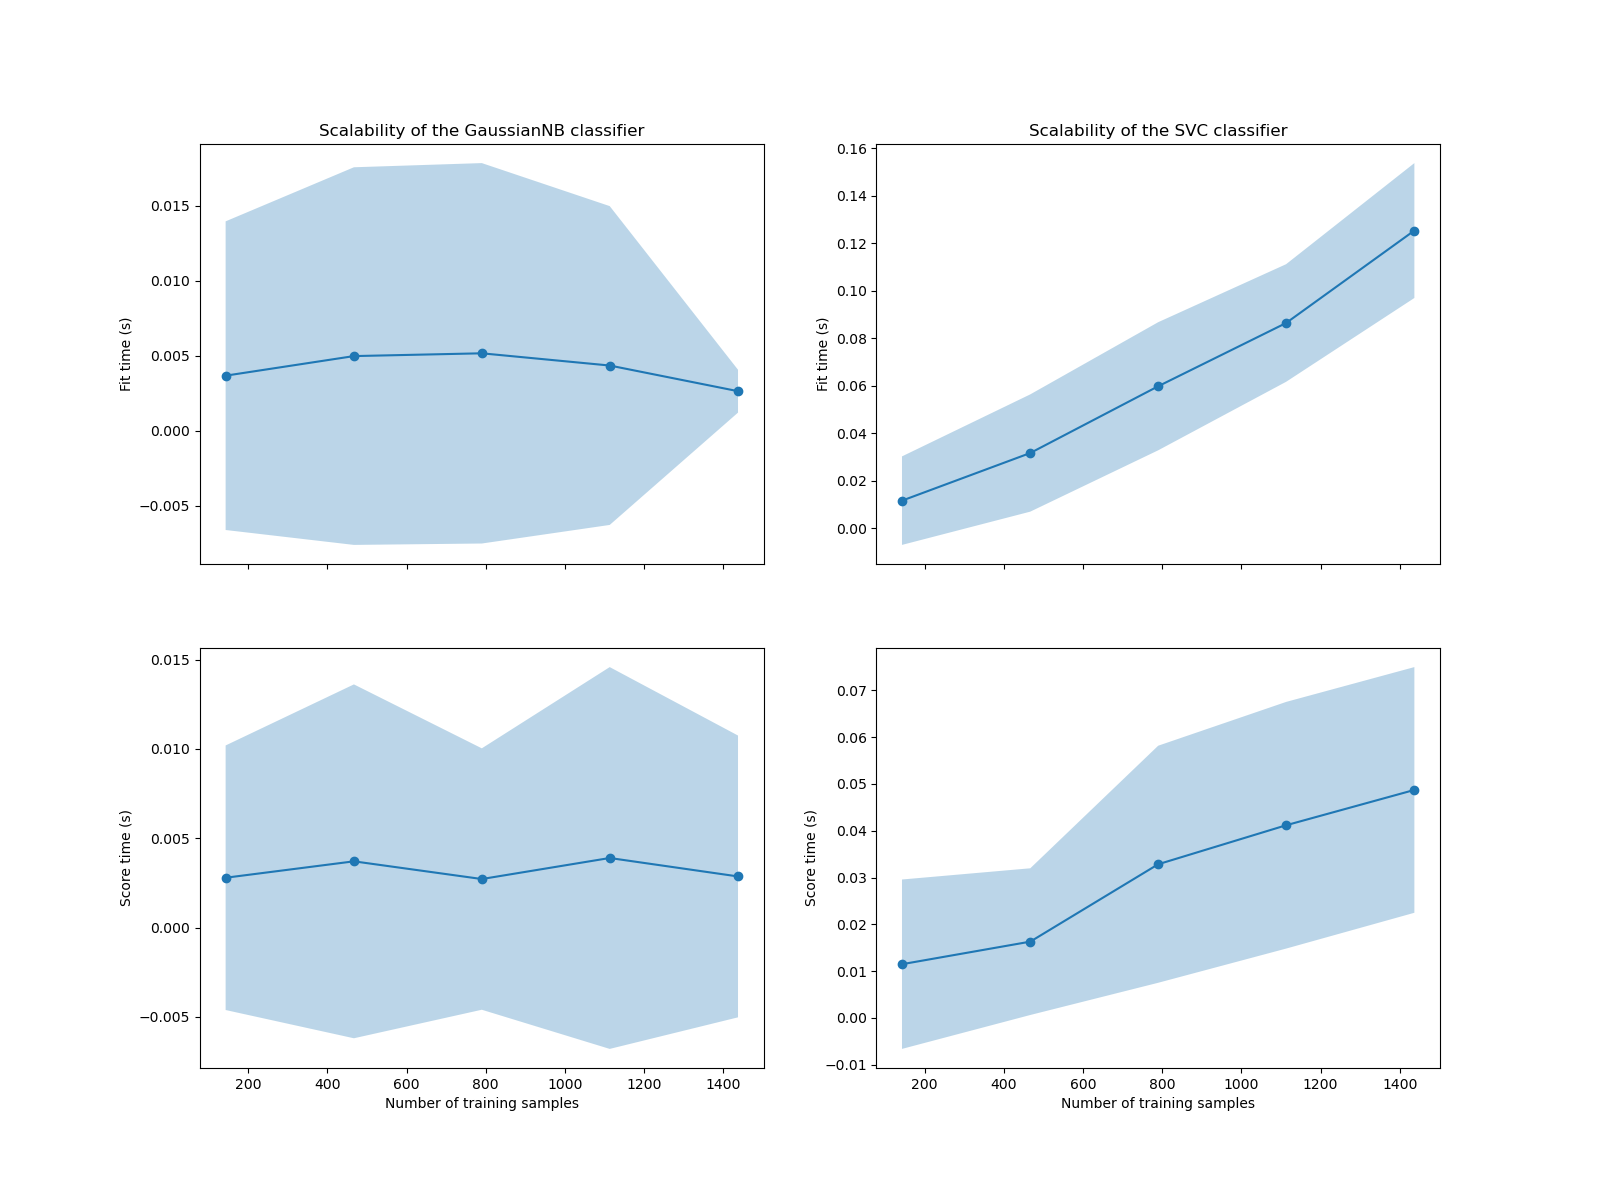 Scalability of the GaussianNB classifier
Fit time (s)
0.015
0.010
0.005
0.000
−0.005
Scalability of the SVC classifier
Fit time (s)
0.16
0.14
0.12
0.10
0.08
0.06
0.04
0.02
0.00
Score time (s)
0.015
0.010
0.005
0.000
−0.005
200 400 600 800 1000 1200 1400
Number of training samples
Score time (s)
0.07
0.06
0.05
0.04
0.03
0.02
0.01
0.00
−0.01
200 400 600 800 1000 1200 1400
Number of training samples